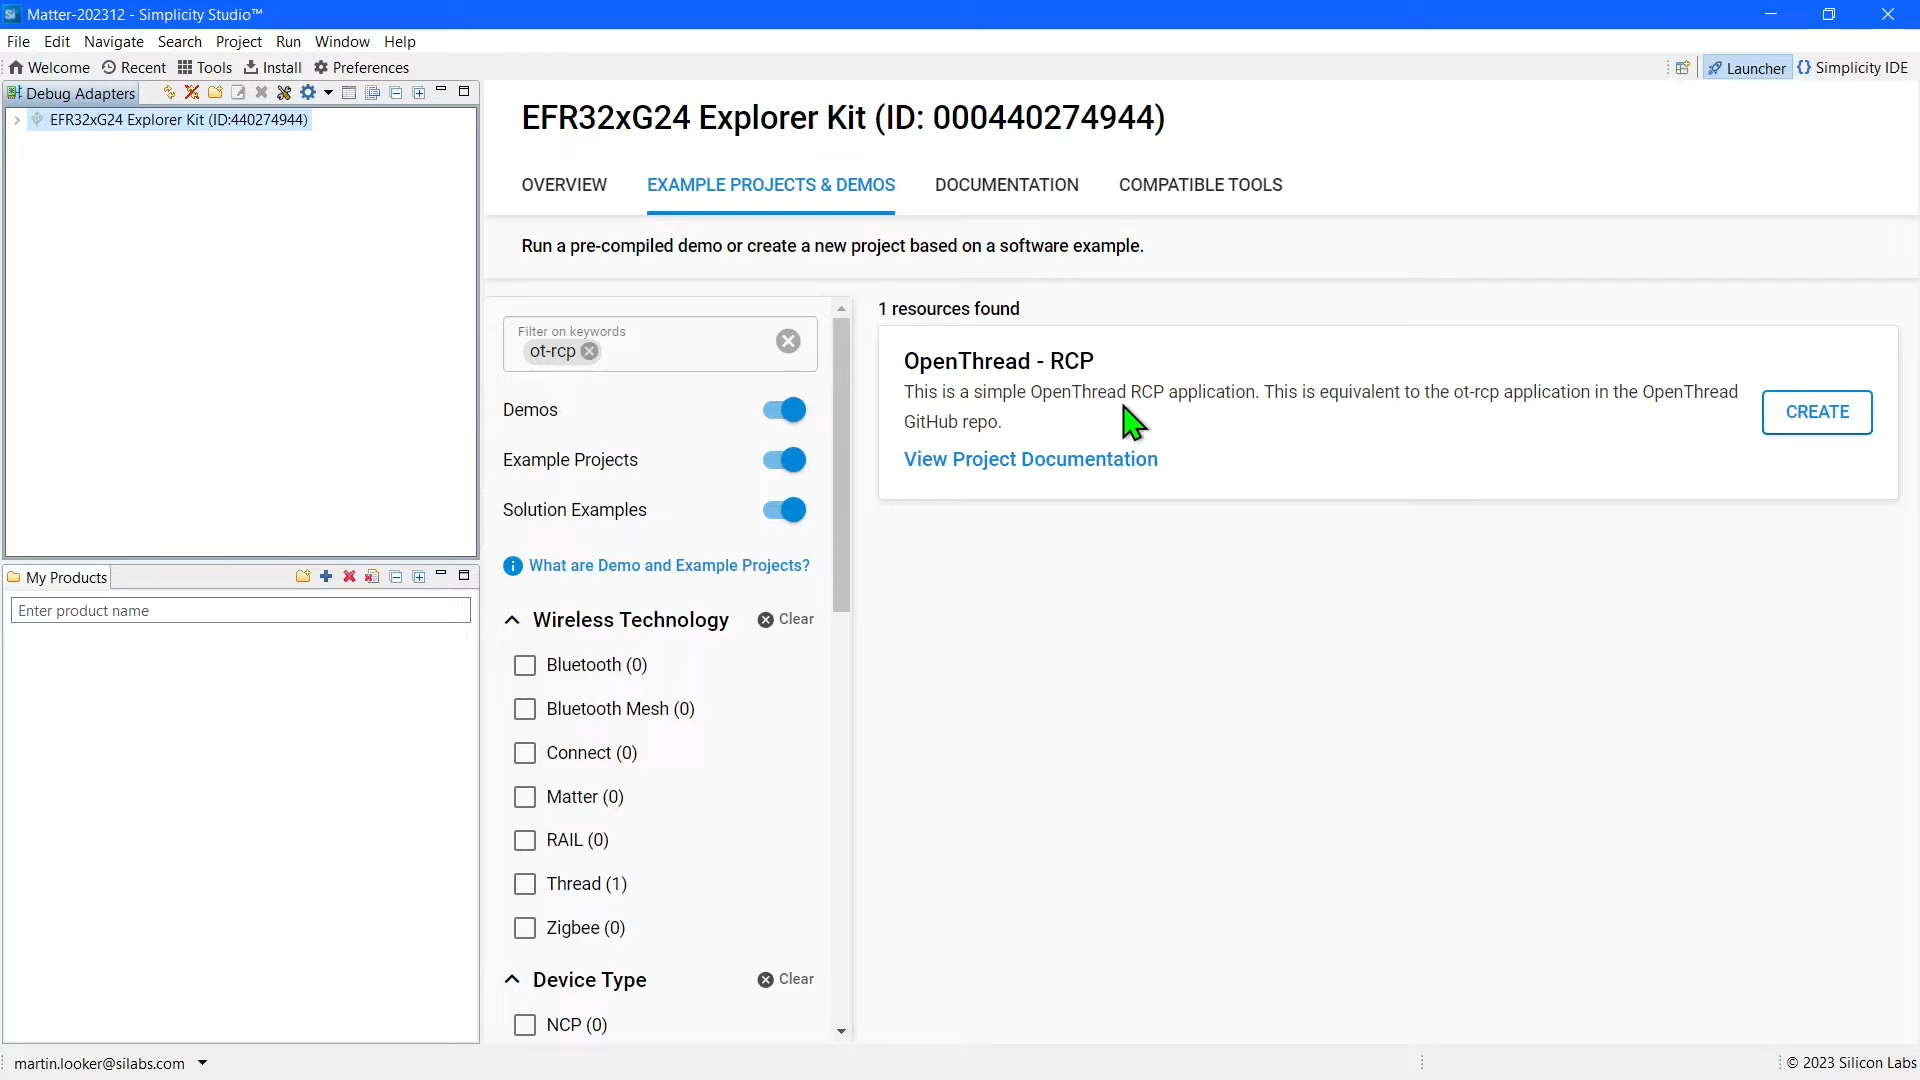 Matter-202312 - Simplicity Studio™
File Edit Navigate Search Project Run Window Help
Welcome Recent Tools Install Preferences
Launcher {} Simplicity IDE
Debug Adapters
EFR32xG24 Explorer Kit (ID:440274944)
EFR32xG24 Explorer Kit (ID: 000440274944)
OVERVIEW EXAMPLE PROJECTS & DEMOS DOCUMENTATION COMPATIBLE TOOLS
Run a pre-compiled demo or create a new project based on a software example.
Filter on keywords
ot-rcp
Demos
Example Projects
Solution Examples
What are Demo and Example Projects?
Wireless Technology Clear
Bluetooth (0)
Bluetooth Mesh (0)
Connect (0)
Matter (0)
RAIL (0)
Thread (1)
Zigbee (0)
Device Type Clear
NCP (0)
1 resources found
OpenThread - RCP
This is a simple OpenThread RCP application. This is equivalent to the ot-rcp application in the OpenThread
GitHub repo.
View Project Documentation
CREATE
My Products
Enter product name
martin.looker@silabs.com
© 2023 Silicon Labs